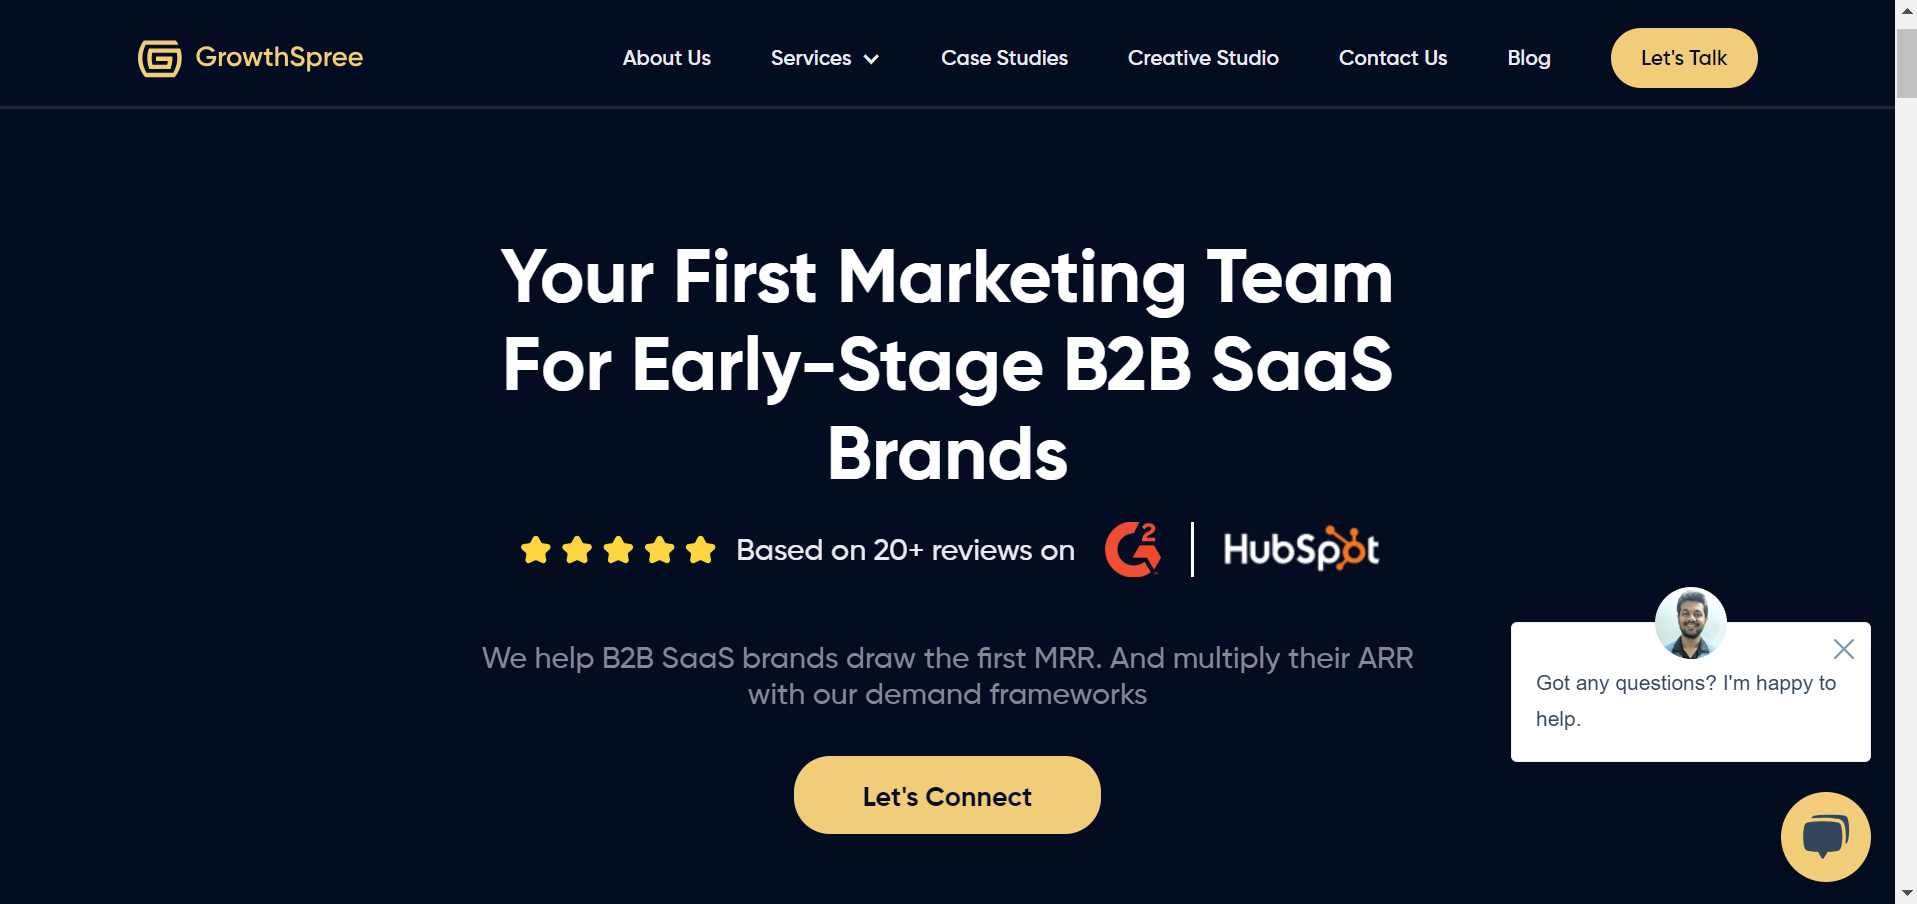 GrowthSpree
About Us
Services
Case Studies
Creative Studio
Contact Us
Blog
Let's Talk
Your First Marketing Team
For Early-Stage B2B SaaS
Brands
Based on 20+ reviews on
G2
HubSpot
We help B2B SaaS brands draw the first MRR. And multiply their ARR
with our demand frameworks
Let's Connect
Got any questions? I'm happy to
help.